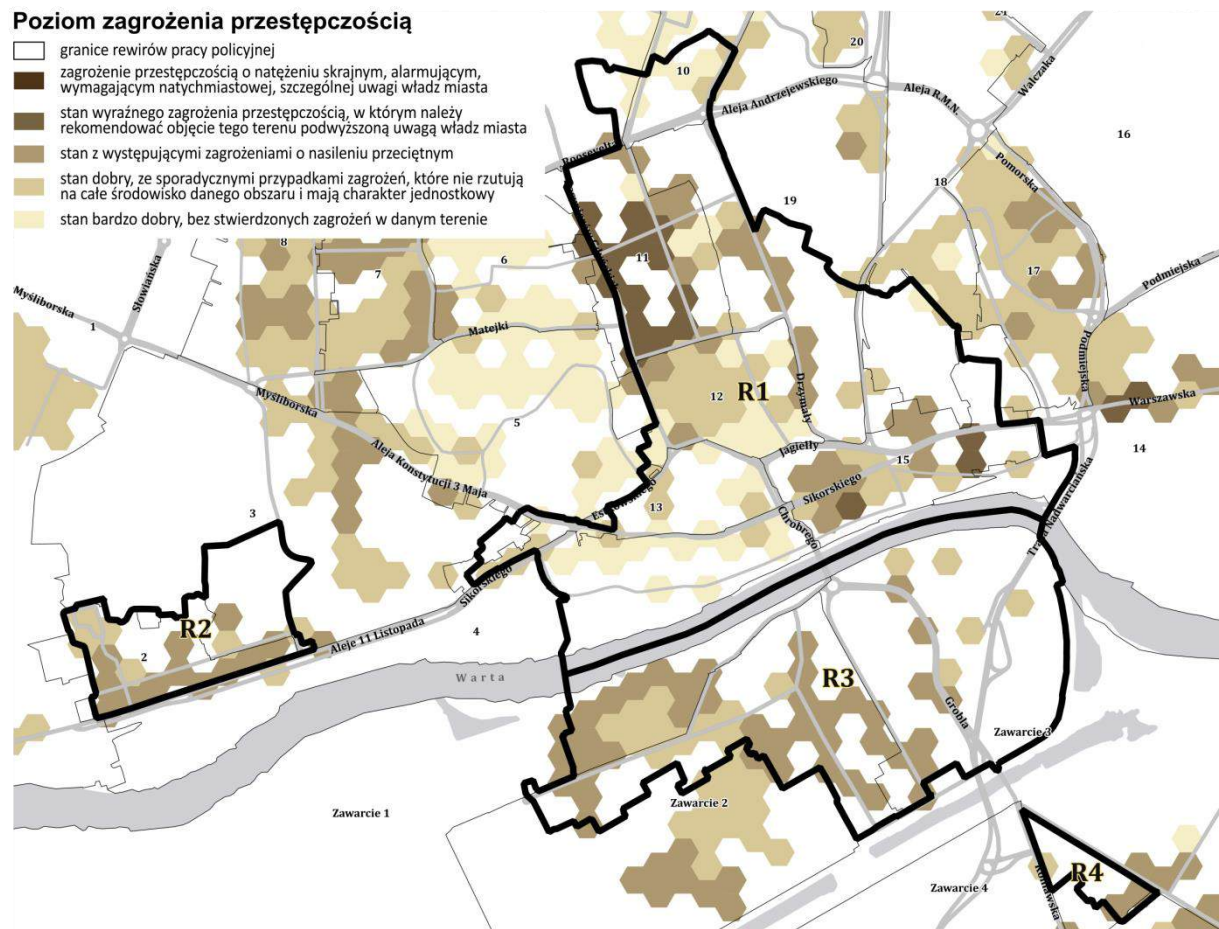 Poziom zagrożenia przestępczością
granice rewirów pracy policyjnej
zagrożenie przestępczością o natężeniu skrajnym, alarmującym,
wymagającym natychmiastowej, szczególnej uwagi władz miasta
stan wyraźnego zagrożenia przestępczością, w którym należy
rekomendować objęcie tego terenu podwyższoną uwagą władz miasta
stan z występującymi zagrożeniami o nasileniu przeciętnym
stan dobry, ze sporadycznymi przypadkami zagrożeń, które nie rzutują
na całe środowisko danego obszaru i mają charakter jednostkowy
stan bardzo dobry, bez stwierdzonych zagrożeń w danym terenie
24
20
10
Aleja Andrzejewskiego
Aleja R.M.N.
Walczaka
16
Roosevelta
Pomorska
18
19
8
7
6
11
17
Podmiejska
Myśliborska
1
Słowiańska
Matejki
Podmiejska
Myśliborska
5
12
R1
Drzymały
Warszawska
Aleja Konstytucji 3 Maja
Jagiełły
15
14
Sikorskiego
3
13
Chrobrego
Sikorskiego
R2
2
Aleje 11 Listopada
4
Warta
R3
Grobla
Zawarcie 3
Zawarcie 1
Zawarcie 2
Zawarcie 4
R4